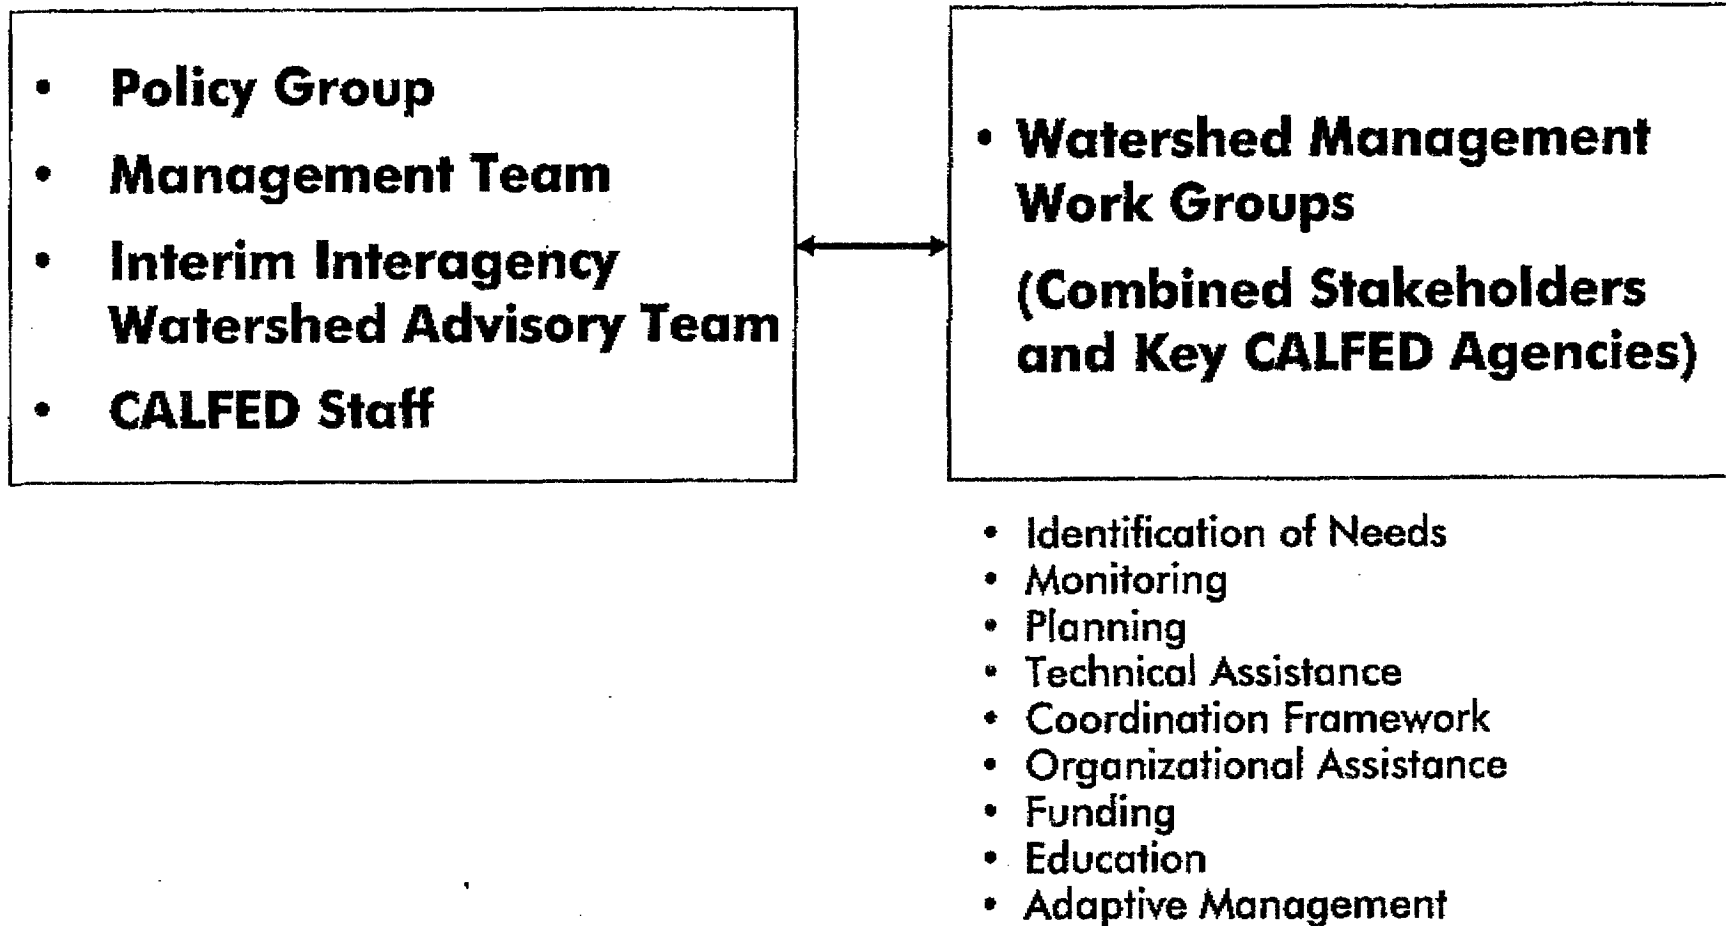 • Policy Group
• Management Team
• Interim Interagency
Watershed Advisory Team
• CALFED Staff
• Watershed Management
Work Groups
(Combined Stakeholders
and Key CALFED Agencies)
• Identification of Needs
• Monitoring
• Planning
• Technical Assistance
• Coordination Framework
• Organizational Assistance
• Funding
• Education
• Adaptive Management